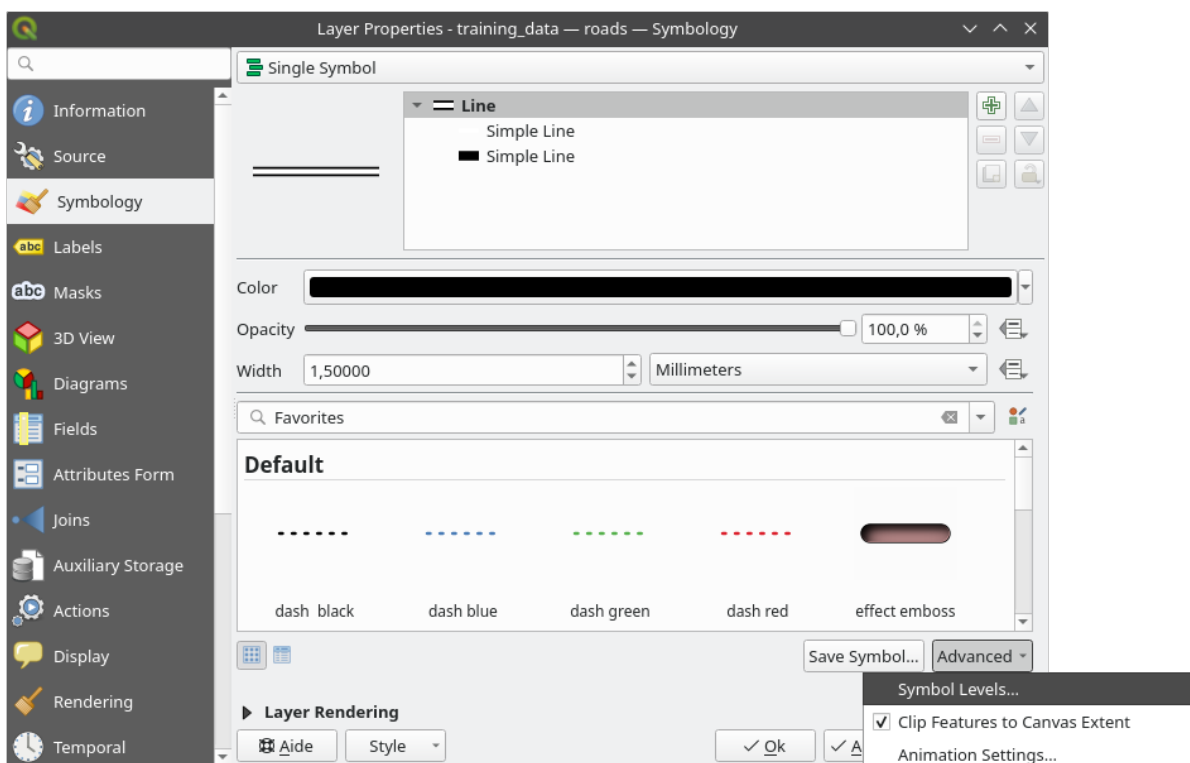 Layer Properties - training_data — roads — Symbology
Single Symbol
Information
Source
Symbology
abc Labels
abc Masks
3D View
Diagrams
Fields
Attributes Form
Joins
Auxiliary Storage
Actions
Display
Rendering
Temporal
Line
Simple Line
Simple Line
Color
Opacity
100,0 %
Width
1,50000
Millimeters
Favorites
Default
dash  black
dash blue
dash green
dash red
effect emboss
Save Symbol...
Advanced
Symbol Levels...
Clip Features to Canvas Extent
Animation Settings...
Layer Rendering
Aide
Style
Ok
A